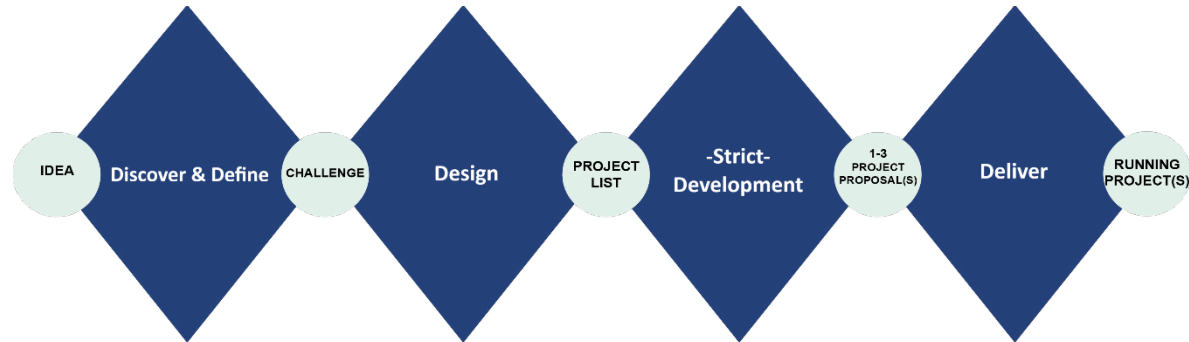 IDEA
Discover & Define
CHALLENGE
Design
PROJECT
LIST
-Strict-
Development
1-3
PROJECT
PROPOSAL(S)
Deliver
RUNNING
PROJECT(S)